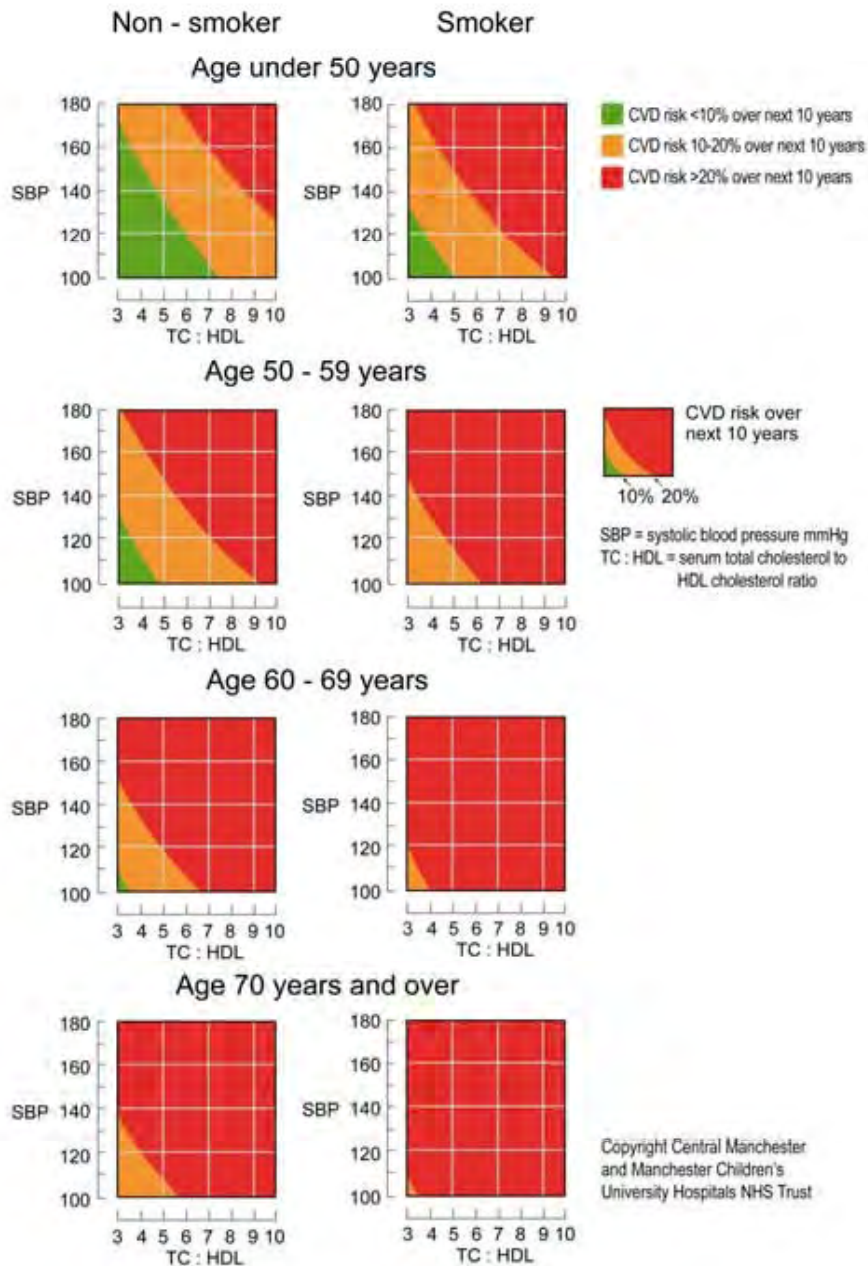 Non - smoker Smoker
Age under 50 years
180 180
160 160
SBP 140 SBP 140
120 120
100 100
3 4 5 6 7 8 9 10 3 4 5 6 7 8 9 10
TC : HDL TC : HDL
CVD risk <10% over next 10 years
CVD risk 10-20% over next 10 years
CVD risk >20% over next 10 years
Age 50 - 59 years
180 180
160 160
SBP 140 SBP 140
120 120
100 100
3 4 5 6 7 8 9 10 3 4 5 6 7 8 9 10
TC : HDL TC : HDL
CVD risk over
next 10 years
10% 20%
SBP = systolic blood pressure mmHg
TC : HDL = serum total cholesterol to
HDL cholesterol ratio
Age 60 - 69 years
180 180
160 160
SBP 140 SBP 140
120 120
100 100
3 4 5 6 7 8 9 10 3 4 5 6 7 8 9 10
TC : HDL TC : HDL
Age 70 years and over
180 180
160 160
SBP 140 SBP 140
120 120
100 100
3 4 5 6 7 8 9 10 3 4 5 6 7 8 9 10
TC : HDL TC : HDL
Copyright Central Manchester
and Manchester Children's
University Hospitals NHS Trust